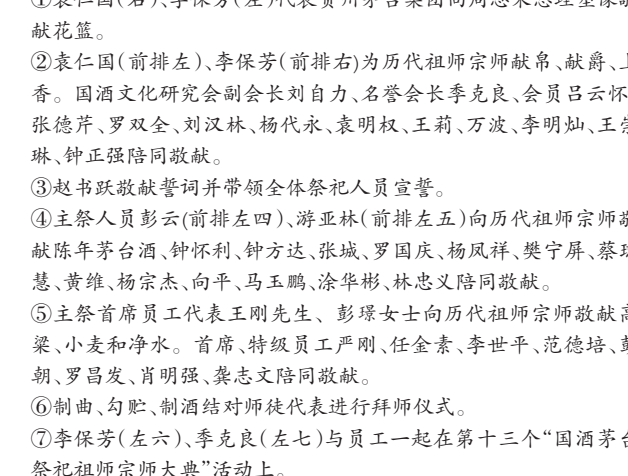 ①袁仁国(右)、李保芳(左)代表贵州茅台集团向周恩来总理塑像敬
献花篮。
②袁仁国(前排左)、李保芳(前排右)为历代祖师宗师献帛、献爵、上
香。国酒文化研究会副会长刘自力、名誉会长季克良、会员吕云怀
张德芹、罗双全、刘汉林、杨代永、袁明权、王莉、万波、李明灿、王崇
琳、钟正强陪同敬献。
③赵书跃敬献誓词并带领全体祭祀人员宣誓。
④主祭人员彭云(前排左四)、游亚林(前排左五)向历代祖师宗师敬
献陈年茅台酒、钟怀利、钟方达、张城、罗国庆、杨凤祥、樊宁屏、蔡
慧、黄维、杨宗杰、向平、马玉鹏、涂华彬、林忠义陪同敬献。
⑤主祭首席员工代表王刚先生、彭璟女士向历代祖师宗师敬献高
粱、小麦和净水。首席、特级员工严刚、任金素、李世平、范德培、彭
朝、罗昌发、肖明强、龚志文陪同敬献。
⑥制曲、勾贮、制酒结对师徒代表进行拜师仪式。
⑦李保芳(左六)、季克良(左七)与员工一起在第十三个“国酒茅台
祭祀祖师宗师大典”活动上。